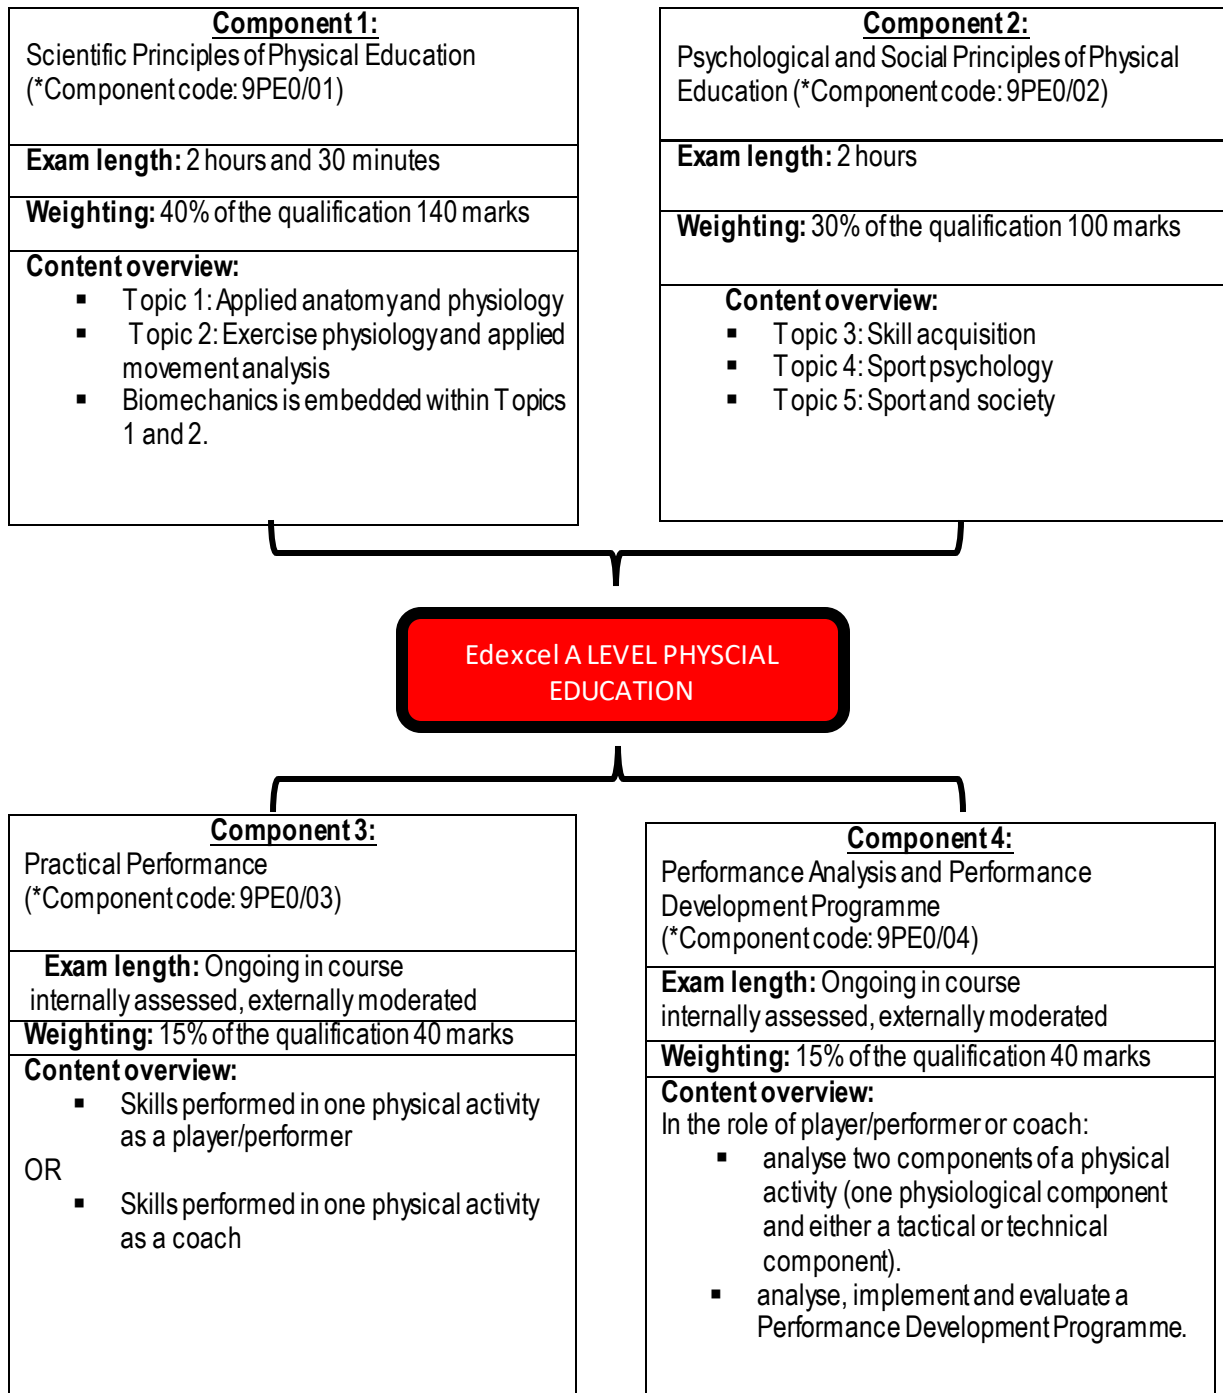 Component 1:
Scientific Principles of Physical Education
(*Component code: 9PE0/01)
Exam length: 2 hours and 30 minutes
Weighting: 40% of the qualification 140 marks
Content overview:
▪ Topic 1: Applied anatomy and physiology
▪ Topic 2: Exercise physiology and applied
movement analysis
▪ Biomechanics is embedded within Topics
1 and 2.
Component 2:
Psychological and Social Principles of Physical
Education (*Component code: 9PE0/02)
Exam length: 2 hours
Weighting: 30% of the qualification 100 marks
Content overview:
▪ Topic 3: Skill acquisition
▪ Topic 4: Sport psychology
▪ Topic 5: Sport and society
Edexcel A LEVEL PHYSCIAL
EDUCATION
Component 3:
Practical Performance
(*Component code: 9PE0/03)
Exam length: Ongoing in course
internally assessed, externally moderated
Weighting: 15% of the qualification 40 marks
Content overview:
▪ Skills performed in one physical activity
as a player/performer
OR
▪ Skills performed in one physical activity
as a coach
Component 4:
Performance Analysis and Performance
Development Programme
(*Component code: 9PE0/04)
Exam length: Ongoing in course
internally assessed, externally moderated
Weighting: 15% of the qualification 40 marks
Content overview:
In the role of player/performer or coach:
▪ analyse two components of a physical
activity (one physiological component
and either a tactical or technical
component).
▪ analyse, implement and evaluate a
Performance Development Programme.